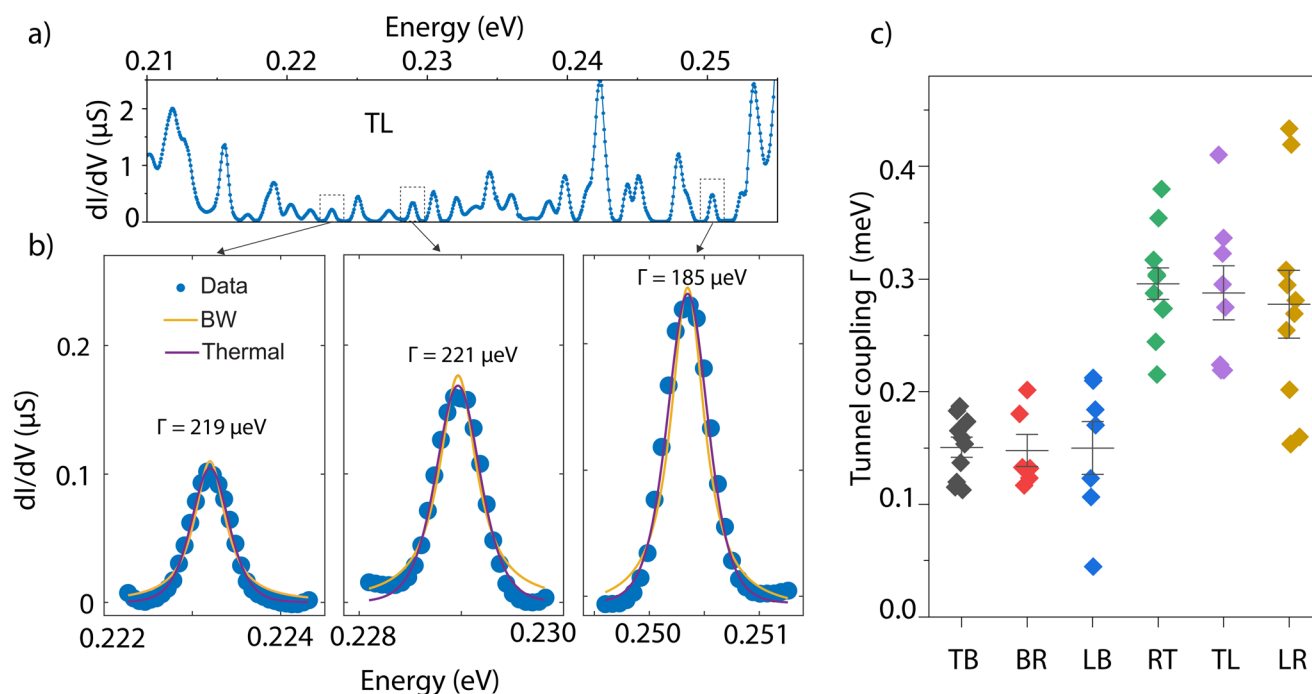 a)
Energy (eV)
0.21 0.22 0.23 0.24 0.25
dI/dV (µS)
2
1
0
TL
b)
dI/dV (µS)
0.2
0.1
0
Data
BW
Thermal
Γ = 219 µeV
Γ = 221 µeV
Γ = 185 µeV
0.222 0.224 0.228 0.230 0.250 0.251
Energy (eV)
c)
Tunnel coupling Γ (meV)
0.4
0.3
0.2
0.1
0.0
TB BR LB RT TL LR